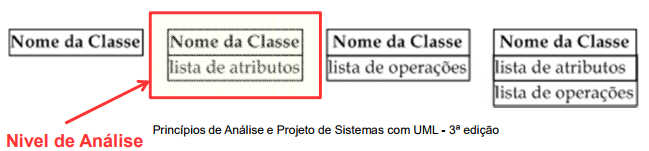 Nome da Classe
Nome da Classe
lista de atributos
Nome da Classe
lista de operações
Nome da Classe
lista de atributos
lista de operações
Nivel de Análise
Princípios de Análise e Projeto de Sistemas com UML - 3ª edição